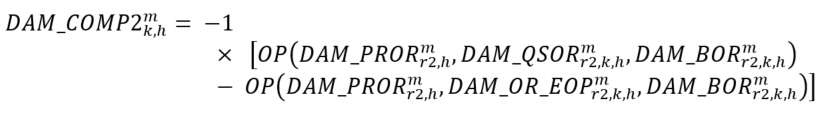 DAM_COMP2^m_{k,h} = −1
× [OP(DAM_PROR^m_{r2,h}, DAM_QSOR^m_{r2,k,h}, DAM_BOR^m_{r2,k,h})
− OP(DAM_PROR^m_{r2,h}, DAM_OR_EOP^m_{r2,k,h}, DAM_BOR^m_{r2,k,h})]